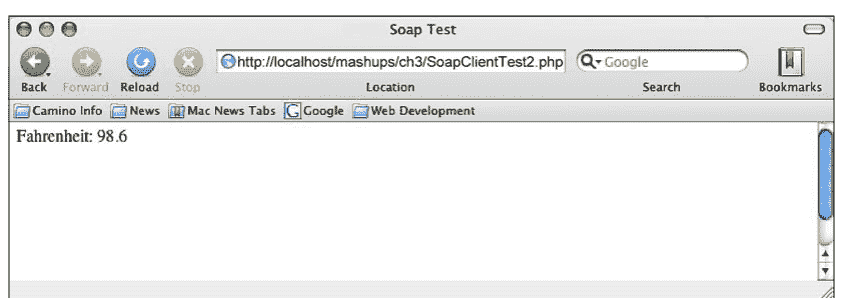 Soap Test
http://localhost/mashups/ch3/SoapClientTest2.php
Google
Back Forward Reload Stop Location Search Bookmarks
Camino Info News Mac News Tabs Google Web Development
Fahrenheit: 98.6